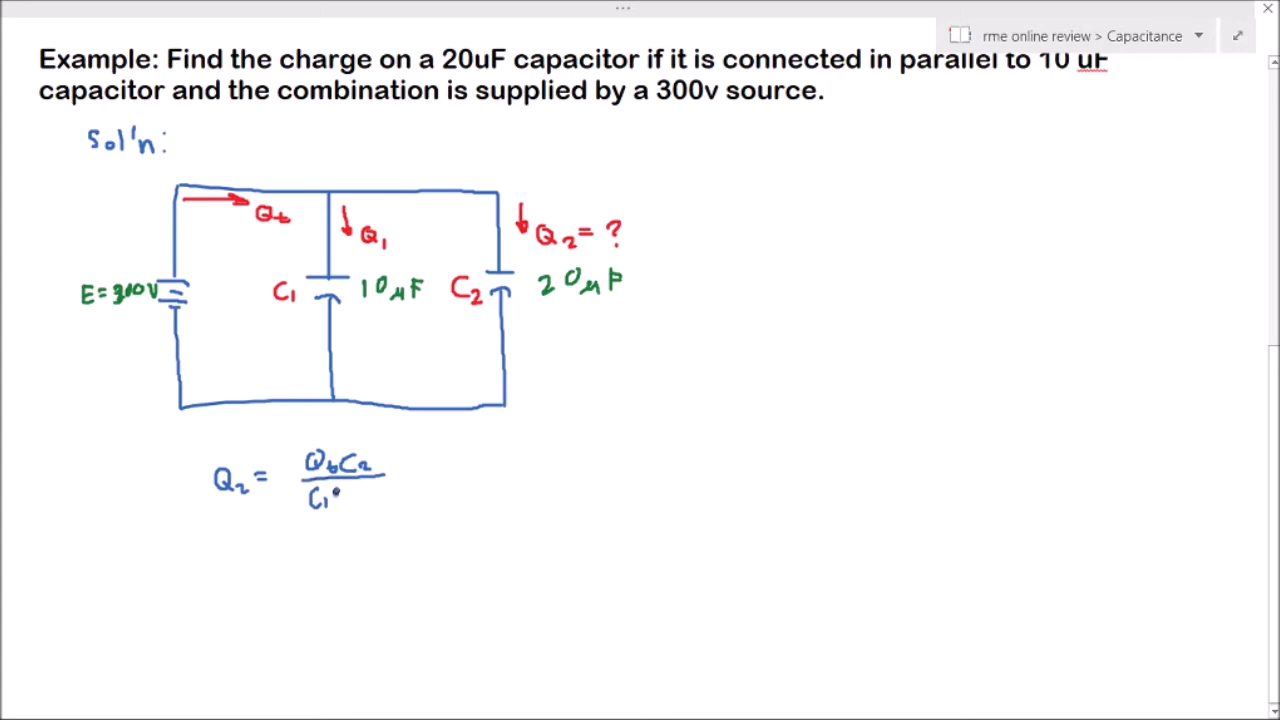 rme online review > Capacitance
Example: Find the charge on a 20uF capacitor if it is connected in parallel to 10 uF
capacitor and the combination is supplied by a 300v source.
Sol'n:
Qt
Q1
Q2 = ?
E = 300V
C1
10μF
C2
20μF
Q2 = QtC2
C1